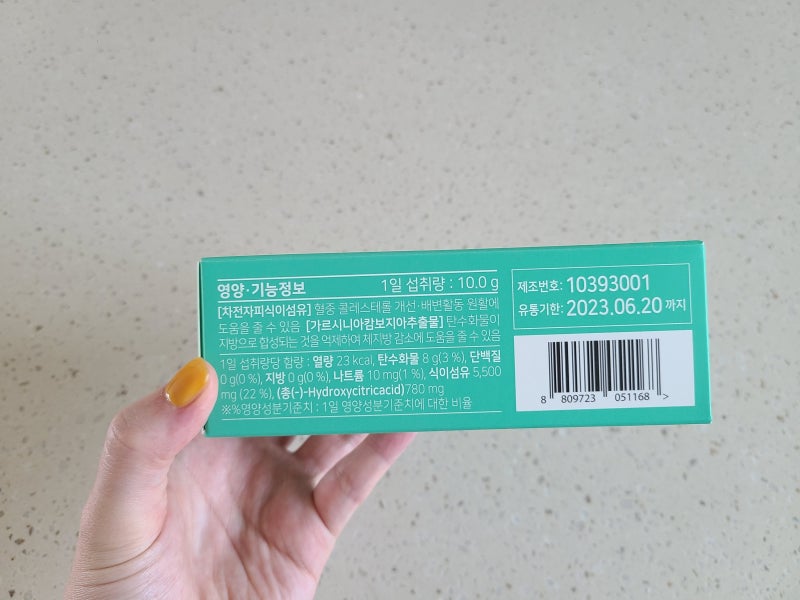 영양·기능정보 1일 섭취량 : 10.0 g
[차전자피식이섬유] 혈중 콜레스테롤 개선·배변활동 원활에
도움을 줄 수 있음 [가르시니아캄보지아추출물] 탄수화물이
지방으로 합성되는 것을 억제하여 체지방 감소에 도움을 줄 수 있음
1일 섭취량당 함량 : 열량 23 kcal, 탄수화물 8 g(3 %), 단백질
0 g(0 %), 지방 0 g(0 %), 나트륨 10 mg(1 %), 식이섬유 5,500
mg (22 %), (총(-)-Hydroxycitricacid)780 mg
※%영양성분기준치 : 1일 영양성분기준치에 대한 비율
제조번호: 10393001
유통기한: 2023.06.20 까지
8 809723 051168 >